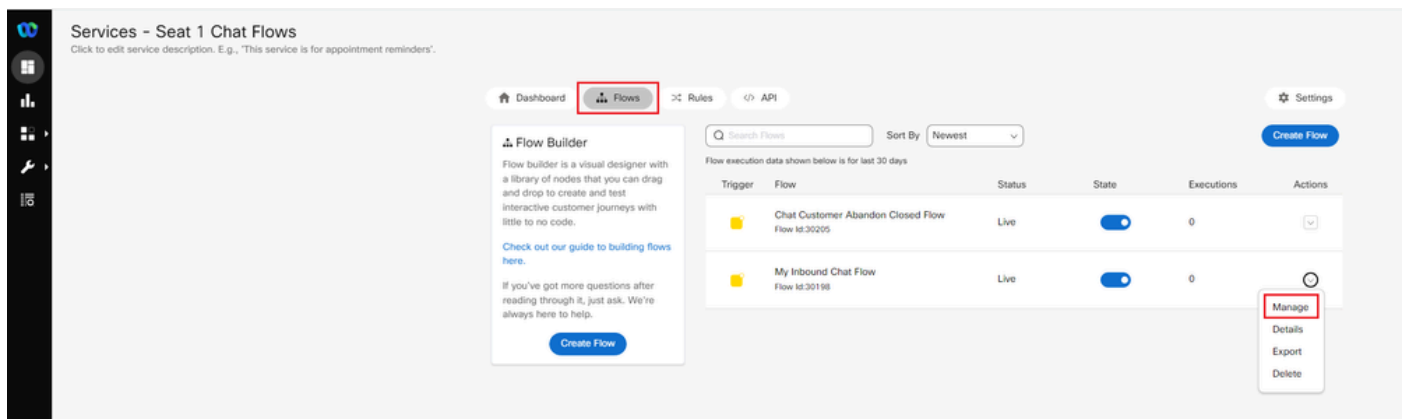 Services - Seat 1 Chat Flows
Click to edit service description. E.g., 'This service is for appointment reminders'.
Dashboard
Flows
Rules
</> API
Settings
Flow Builder
Flow builder is a visual designer with
a library of nodes that you can drag
and drop to create and test
interactive customer journeys with
little to no code.
Check out our guide to building flows
here.
If you've got more questions after
reading through it, just ask. We're
always here to help.
Create Flow
Search Flows
Sort By Newest
Create Flow
Flow execution data shown below is for last 30 days
Trigger Flow Status State Executions Actions
Chat Customer Abandon Closed Flow Live 0
Flow Id:30205
My Inbound Chat Flow Live 0
Flow Id:30198
Manage
Details
Export
Delete